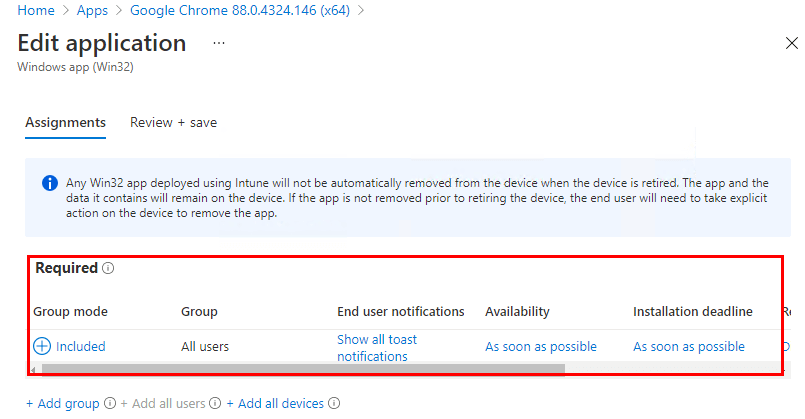 Home > Apps > Google Chrome 88.0.4324.146 (x64) >
Edit application ...
Windows app (Win32)
Assignments Review + save
Any Win32 app deployed using Intune will not be automatically removed from the device when the device is retired. The app and the
data it contains will remain on the device. If the app is not removed prior to retiring the device, the end user will need to take explicit
action on the device to remove the app.
Required
Group mode Group End user notifications Availability Installation deadline Re
Included All users Show all toast As soon as possible As soon as possible D
notifications
+ Add group + Add all users + Add all devices